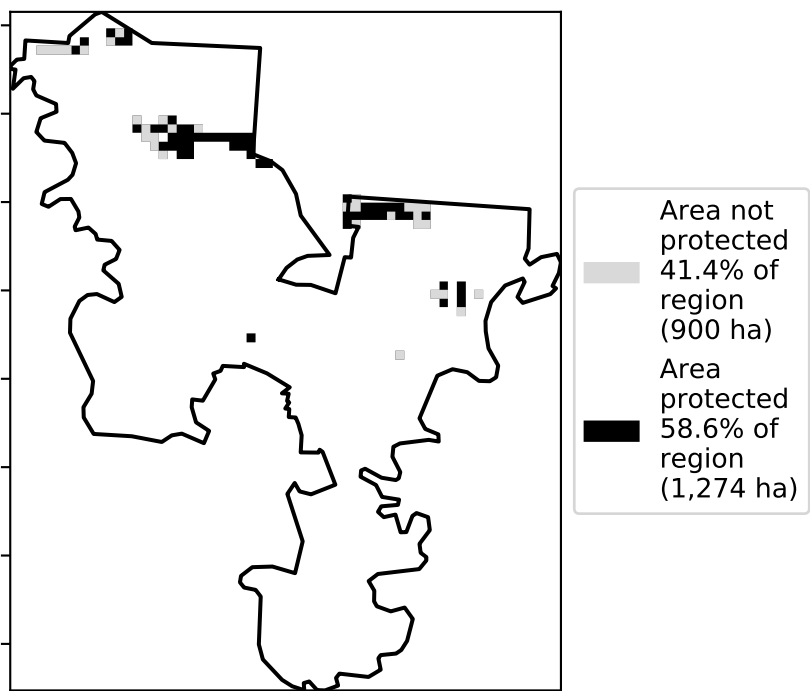 Area not
protected
41.4% of
region
(900 ha)
Area
protected
58.6% of
region
(1,274 ha)